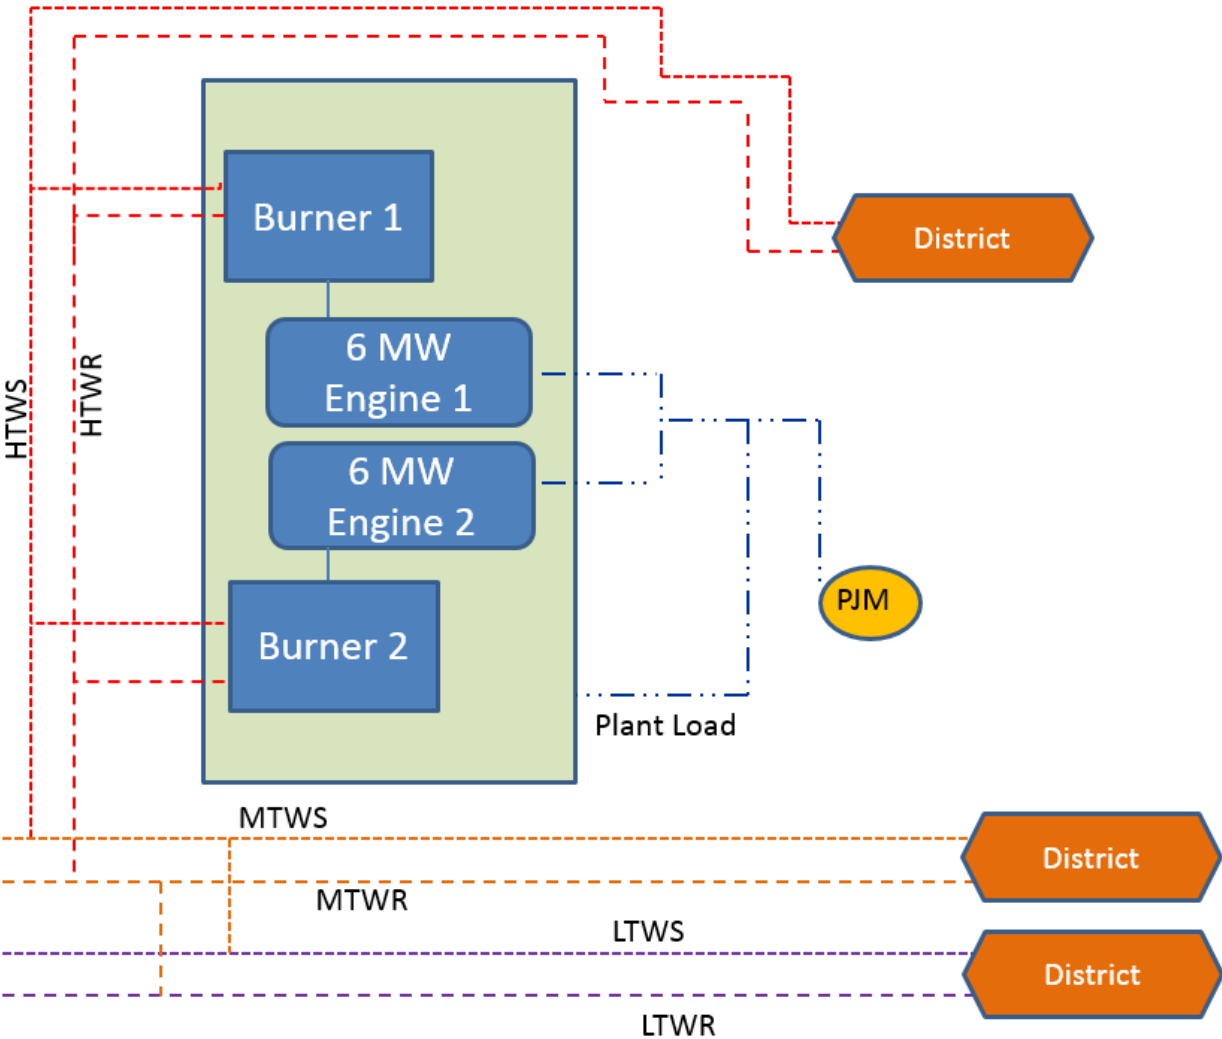 Burner 1
District
6 MW
Engine 1
HTWS
HTWR
6 MW
Engine 2
PJM
Burner 2
Plant Load
MTWS
District
MTWR
LTWS
District
LTWR